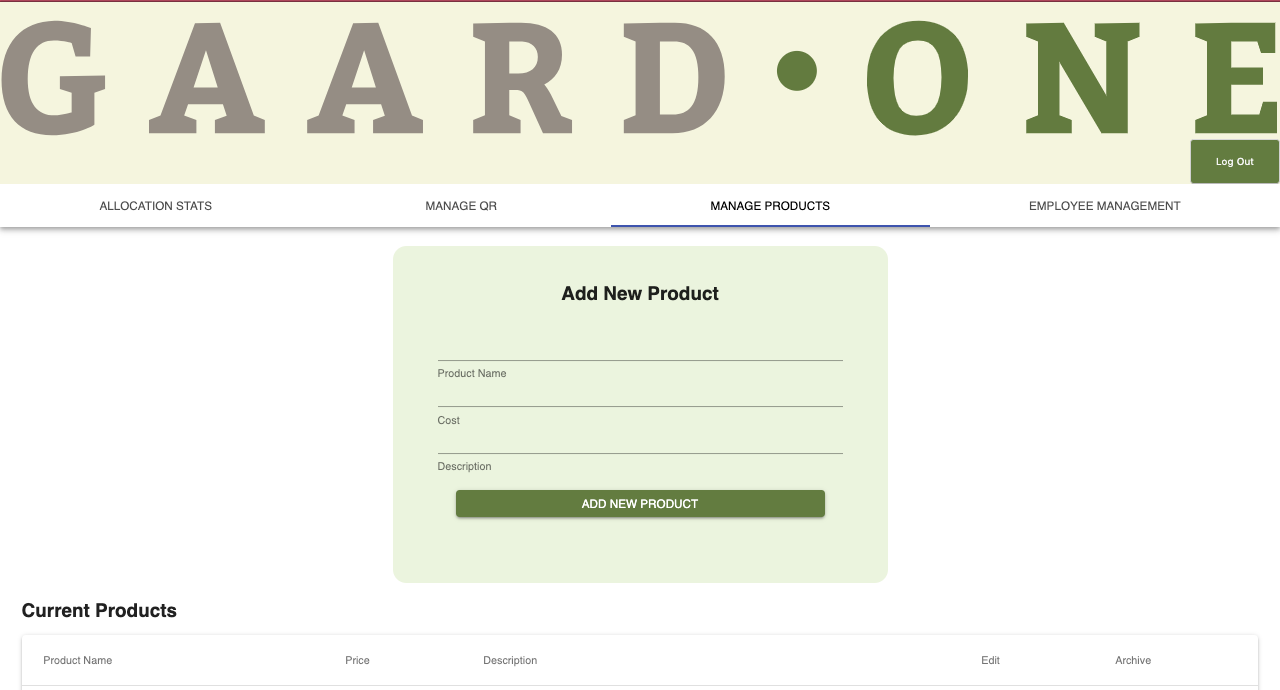 GAARD•ONE
Log Out
ALLOCATION STATS MANAGE QR MANAGE PRODUCTS EMPLOYEE MANAGEMENT
Add New Product
Product Name
Cost
Description
ADD NEW PRODUCT
Current Products
Product Name Price Description Edit Archive